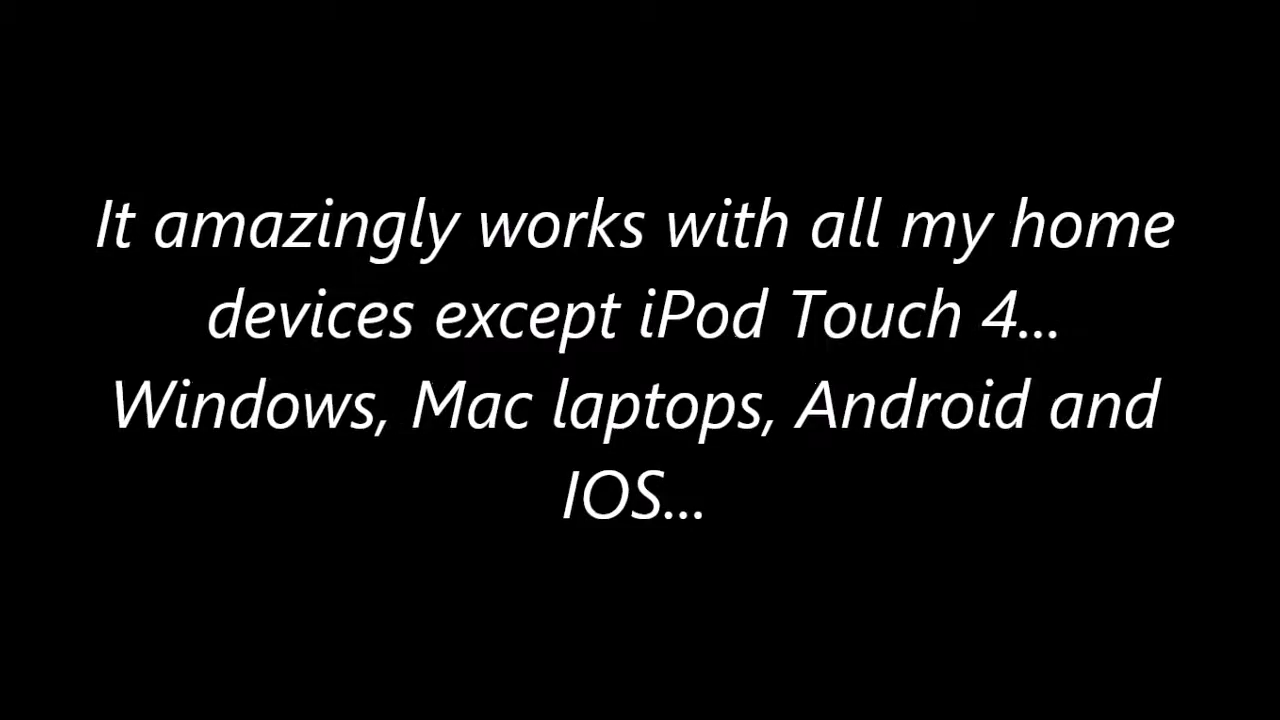 It amazingly works with all my home
devices except iPod Touch 4...
Windows, Mac laptops, Android and
IOS...